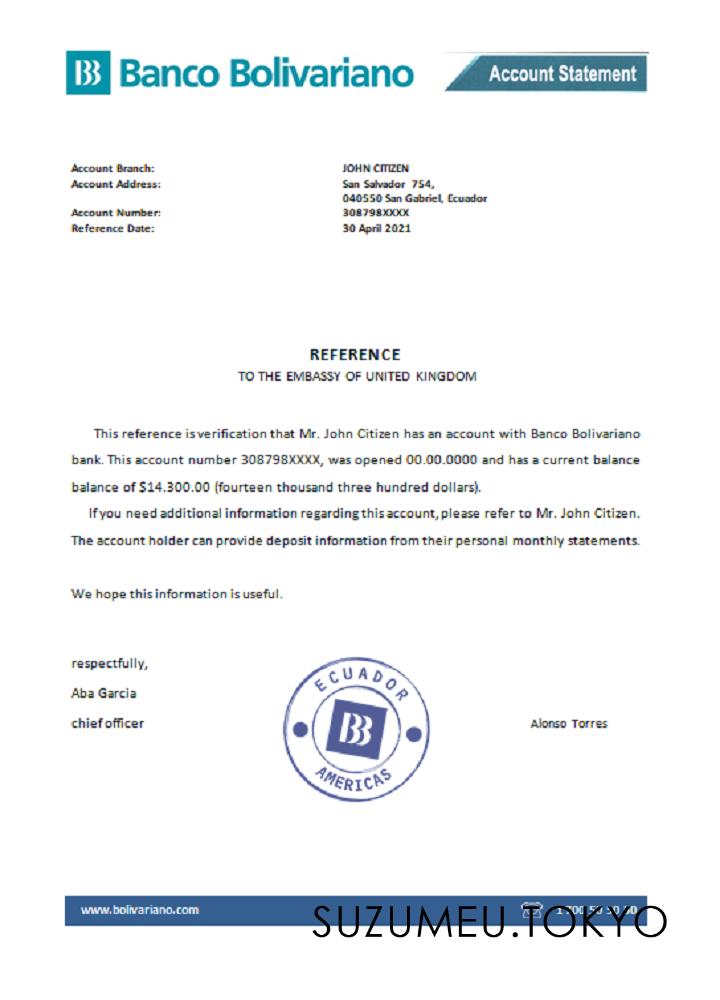 BB Banco Bolivariano
Account Statement
Account Branch: JOHN CITIZEN
Account Address: San Salvador 754,
040550 San Gabriel, Ecuador
Account Number: 308798XXXX
Reference Date: 30 April 2021
REFERENCE
TO THE EMBASSY OF UNITED KINGDOM
This reference is verification that Mr. John Citizen has an account with Banco Bolivariano
bank. This account number 308798XXXX, was opened 00.00.0000 and has a current balance
balance of $14.300.00 (fourteen thousand three hundred dollars).
If you need additional information regarding this account, please refer to Mr. John Citizen.
The account holder can provide deposit information from their personal monthly statements.
We hope this information is useful.
respectfully,
Aba Garcia
chief officer
ECUADOR
BB
AMERICAS
Alonso Torres
www.bolivariano.com
SUZUMEU.TOKYO